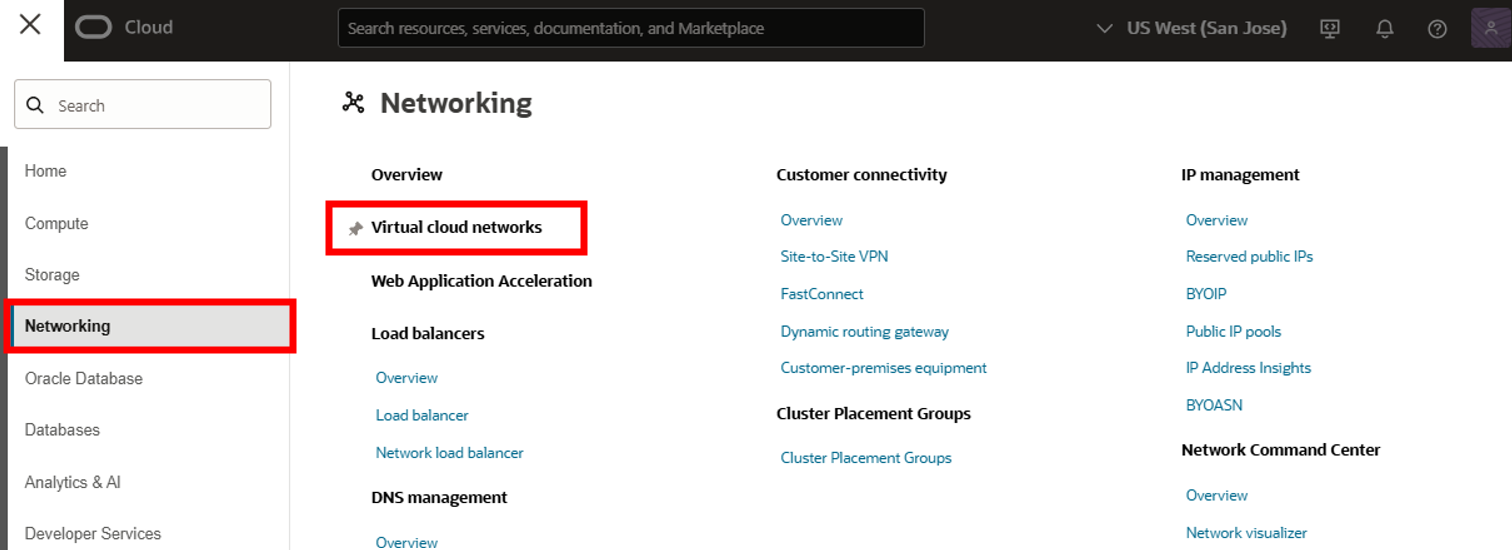 Cloud
Search resources, services, documentation, and Marketplace
US West (San Jose)
Search
Home
Compute
Storage
Networking
Oracle Database
Databases
Analytics & AI
Developer Services
Networking
Overview
Virtual cloud networks
Web Application Acceleration
Load balancers
Overview
Load balancer
Network load balancer
DNS management
Overview
Customer connectivity
Overview
Site-to-Site VPN
FastConnect
Dynamic routing gateway
Customer-premises equipment
Cluster Placement Groups
Cluster Placement Groups
IP management
Overview
Reserved public IPs
BYOIP
Public IP pools
IP Address Insights
BYOASN
Network Command Center
Overview
Network visualizer